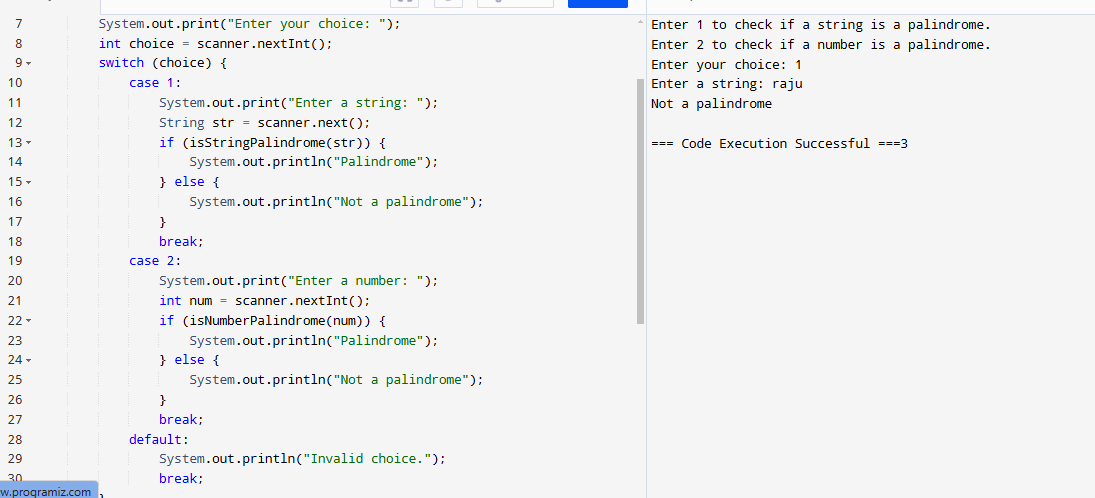 7 System.out.print("Enter your choice: ");
8 int choice = scanner.nextInt();
9 switch (choice) {
10 case 1:
11 System.out.print("Enter a string: ");
12 String str = scanner.next();
13 if (isStringPalindrome(str)) {
14 System.out.println("Palindrome");
15 } else {
16 System.out.println("Not a palindrome");
17 }
18 break;
19 case 2:
20 System.out.print("Enter a number: ");
21 int num = scanner.nextInt();
22 if (isNumberPalindrome(num)) {
23 System.out.println("Palindrome");
24 } else {
25 System.out.println("Not a palindrome");
26 }
27 break;
28 default:
29 System.out.println("Invalid choice.");
30 break;
w.programiz.com
Enter 1 to check if a string is a palindrome.
Enter 2 to check if a number is a palindrome.
Enter your choice: 1
Enter a string: raju
Not a palindrome
=== Code Execution Successful ===3